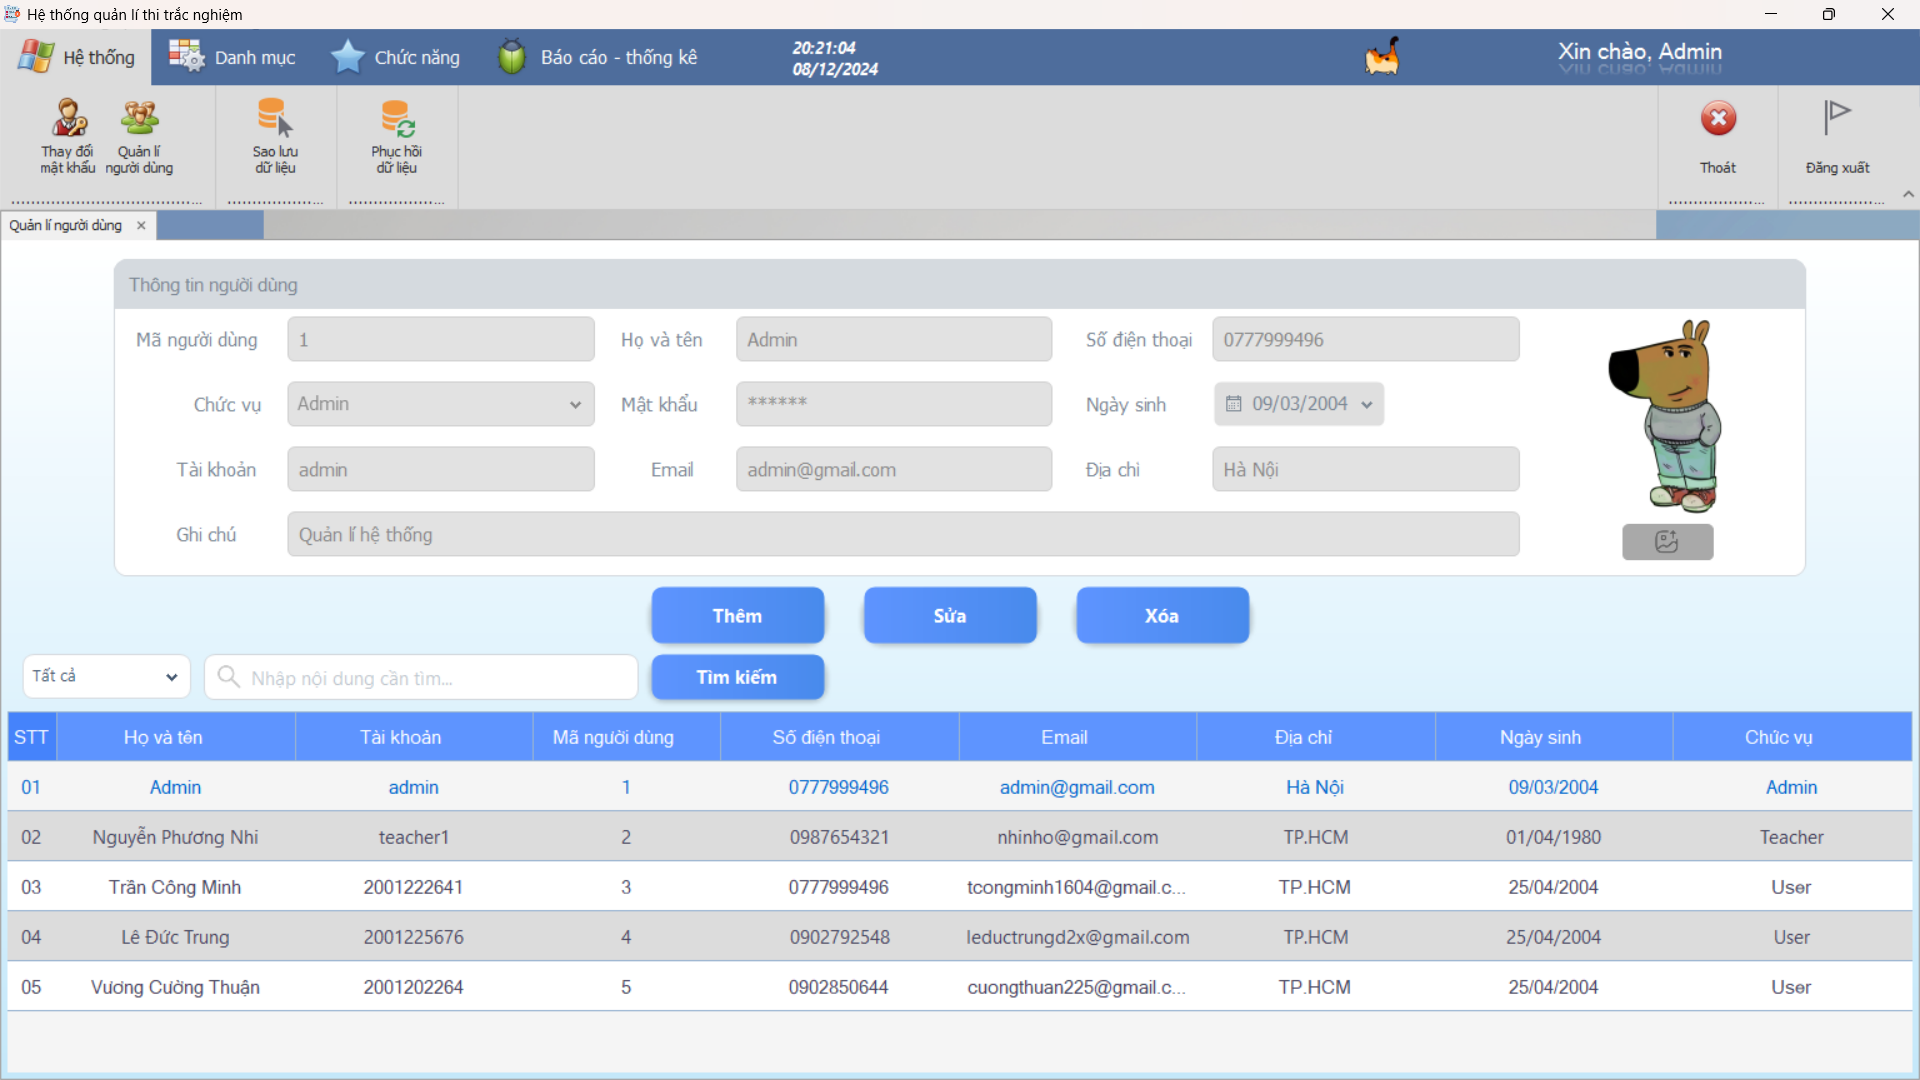 Hệ thống quản lí thi trắc nghiệm
Hệ thống
Danh mục
Chức năng
Báo cáo - thống kê
20:21:04
08/12/2024
Xin chào, Admin
Thay đổi
mật khẩu
Quản lí
người dùng
Sao lưu
dữ liệu
Phục hồi
dữ liệu
Thoát
Đăng xuất
Quản lí người dùng
Thông tin người dùng
Mã người dùng
1
Họ và tên
Admin
Số điện thoại
0777999496
Chức vụ
Admin
Mật khẩu
******
Ngày sinh
09/03/2004
Tài khoản
admin
Email
admin@gmail.com
Địa chỉ
Hà Nội
Ghi chú
Quản lí hệ thống
Thêm
Sửa
Xóa
Tất cả
Nhập nội dung cần tìm...
Tìm kiếm
STT Họ và tên Tài khoản Mã người dùng Số điện thoại Email Địa chỉ Ngày sinh Chức vụ
01 Admin admin 1 0777999496 admin@gmail.com Hà Nội 09/03/2004 Admin
02 Nguyễn Phương Nhi teacher1 2 0987654321 nhinho@gmail.com TP.HCM 01/04/1980 Teacher
03 Trần Công Minh 2001222641 3 0777999496 tcongminh1604@gmail.c... TP.HCM 25/04/2004 User
04 Lê Đức Trung 2001225676 4 0902792548 leductrungd2x@gmail.com TP.HCM 25/04/2004 User
05 Vương Cường Thuận 2001202264 5 0902850644 cuongthuan225@gmail.c... TP.HCM 25/04/2004 User